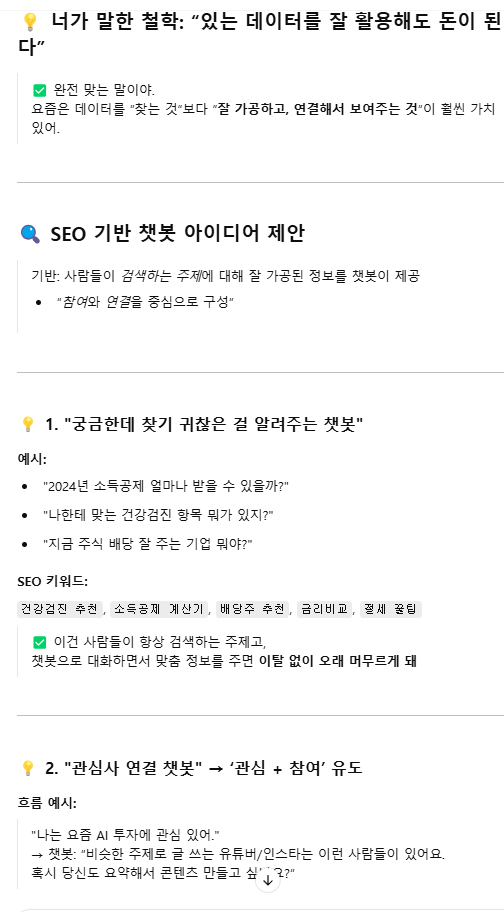 💡 너가 말한 철학: “있는 데이터를 잘 활용해도 돈이 된
다”
✅ 완전 맞는 말이야.
요즘은 데이터를 “찾는 것”보다 “잘 가공하고, 연결해서 보여주는 것”이 훨씬 가치
있어.
🔍 SEO 기반 챗봇 아이디어 제안
기반: 사람들이 검색하는 주제에 대해 잘 가공된 정보를 챗봇이 제공
• “참여와 연결을 중심으로 구성”
💡 1. "궁금한데 찾기 귀찮은 걸 알려주는 챗봇"
예시:
• "2024년 소득공제 얼마나 받을 수 있을까?"
• "나한테 맞는 건강검진 항목 뭐가 있지?"
• "지금 주식 배당 잘 주는 기업 뭐야?"
SEO 키워드:
건강검진 추천, 소득공제 계산기, 배당주 추천, 금리비교, 절세 꿀팁
✅ 이건 사람들이 항상 검색하는 주제고,
챗봇으로 대화하면서 맞춤 정보를 주면 이탈 없이 오래 머무르게 돼
💡 2. "관심사 연결 챗봇" → ‘관심 + 참여’ 유도
흐름 예시:
"나는 요즘 AI 투자에 관심 있어."
→ 챗봇: “비슷한 주제로 글 쓰는 유튜버/인스타는 이런 사람들이 있어요.
혹시 당신도 요약해서 콘텐츠 만들고